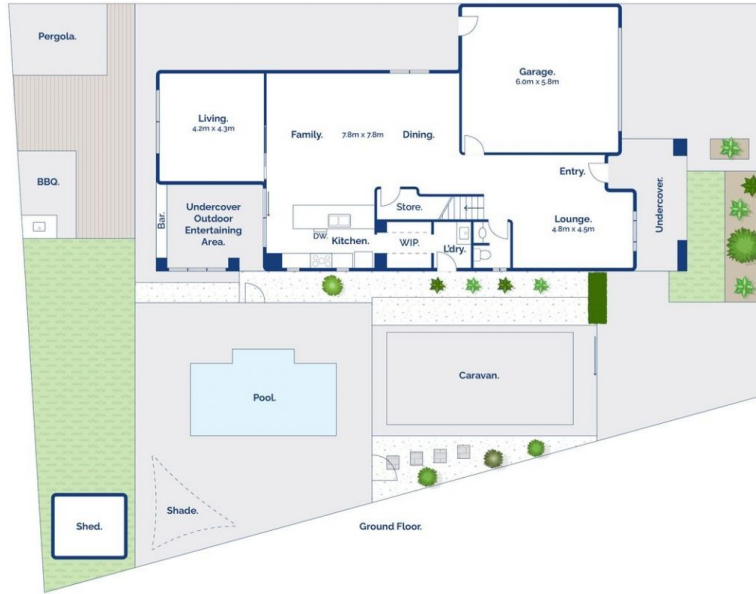 Pergola.
Garage.
6.0m x 5.8m
Living.
4.2m x 4.3m
Family.
7.8m x 7.8m
Dining.
BBQ.
Entry.
Undercover.
Bar.
Undercover
Outdoor
Entertaining
Area.
Store.
Lounge.
4.8m x 4.5m
DW
Kitchen.
WIP.
L'dry.
Pool.
Caravan.
Shade.
Shed.
Ground Floor.